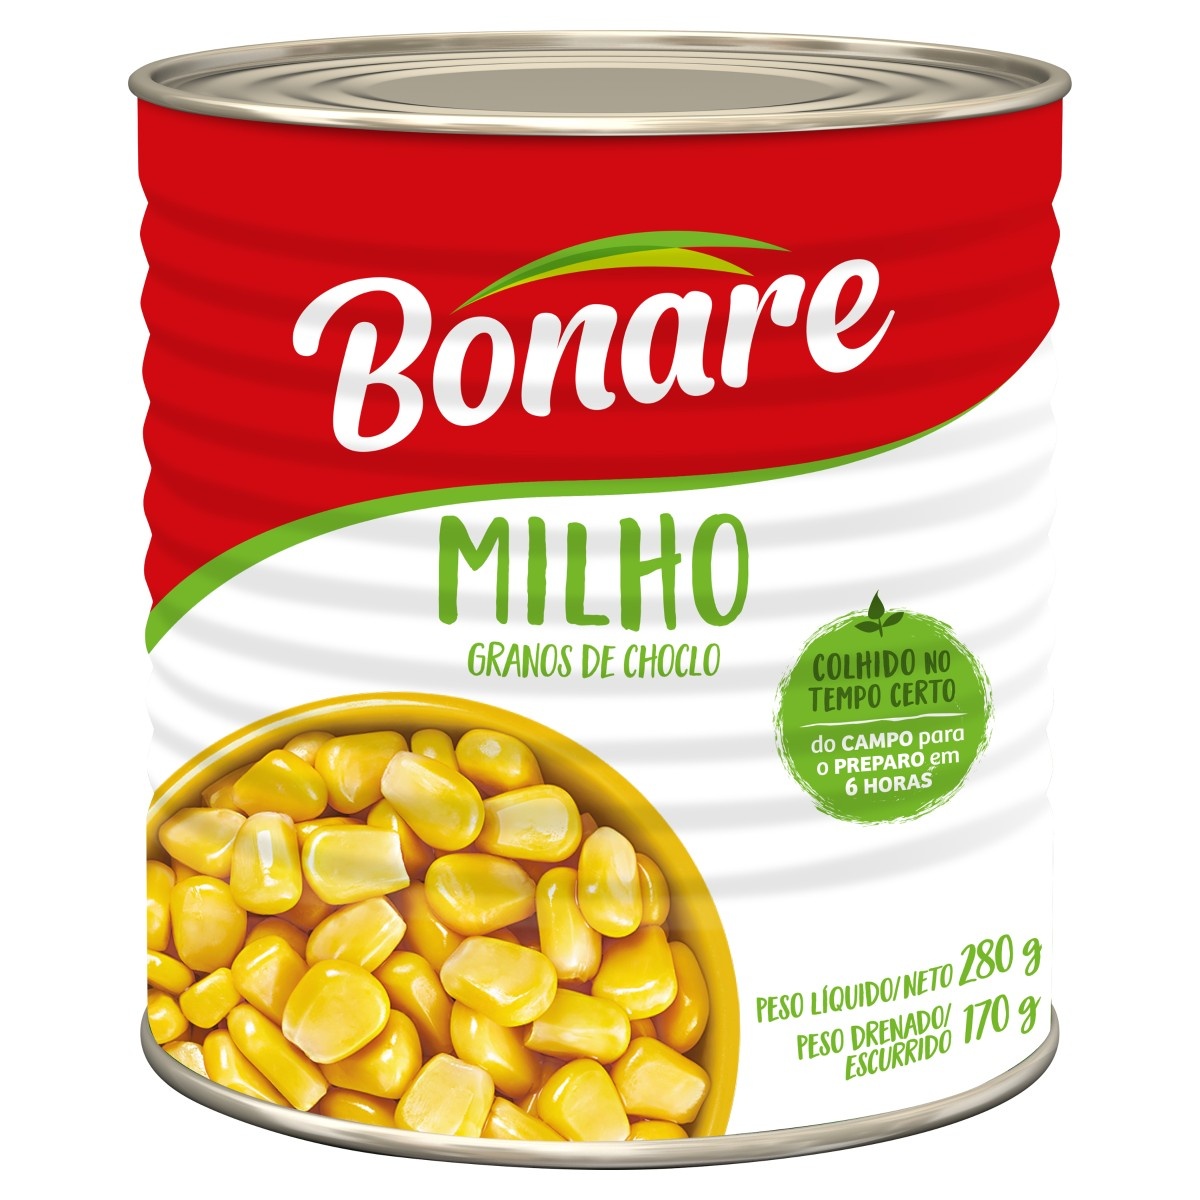 Bonare
MILHO
GRANOS DE CHOCLO
COLHIDO NO
TEMPO CERTO
do CAMPO para
o PREPARO em
6 HORAS
PESO LÍQUIDO/NETO 280 g
PESO DRENADO/
ESCURRIDO 170 g